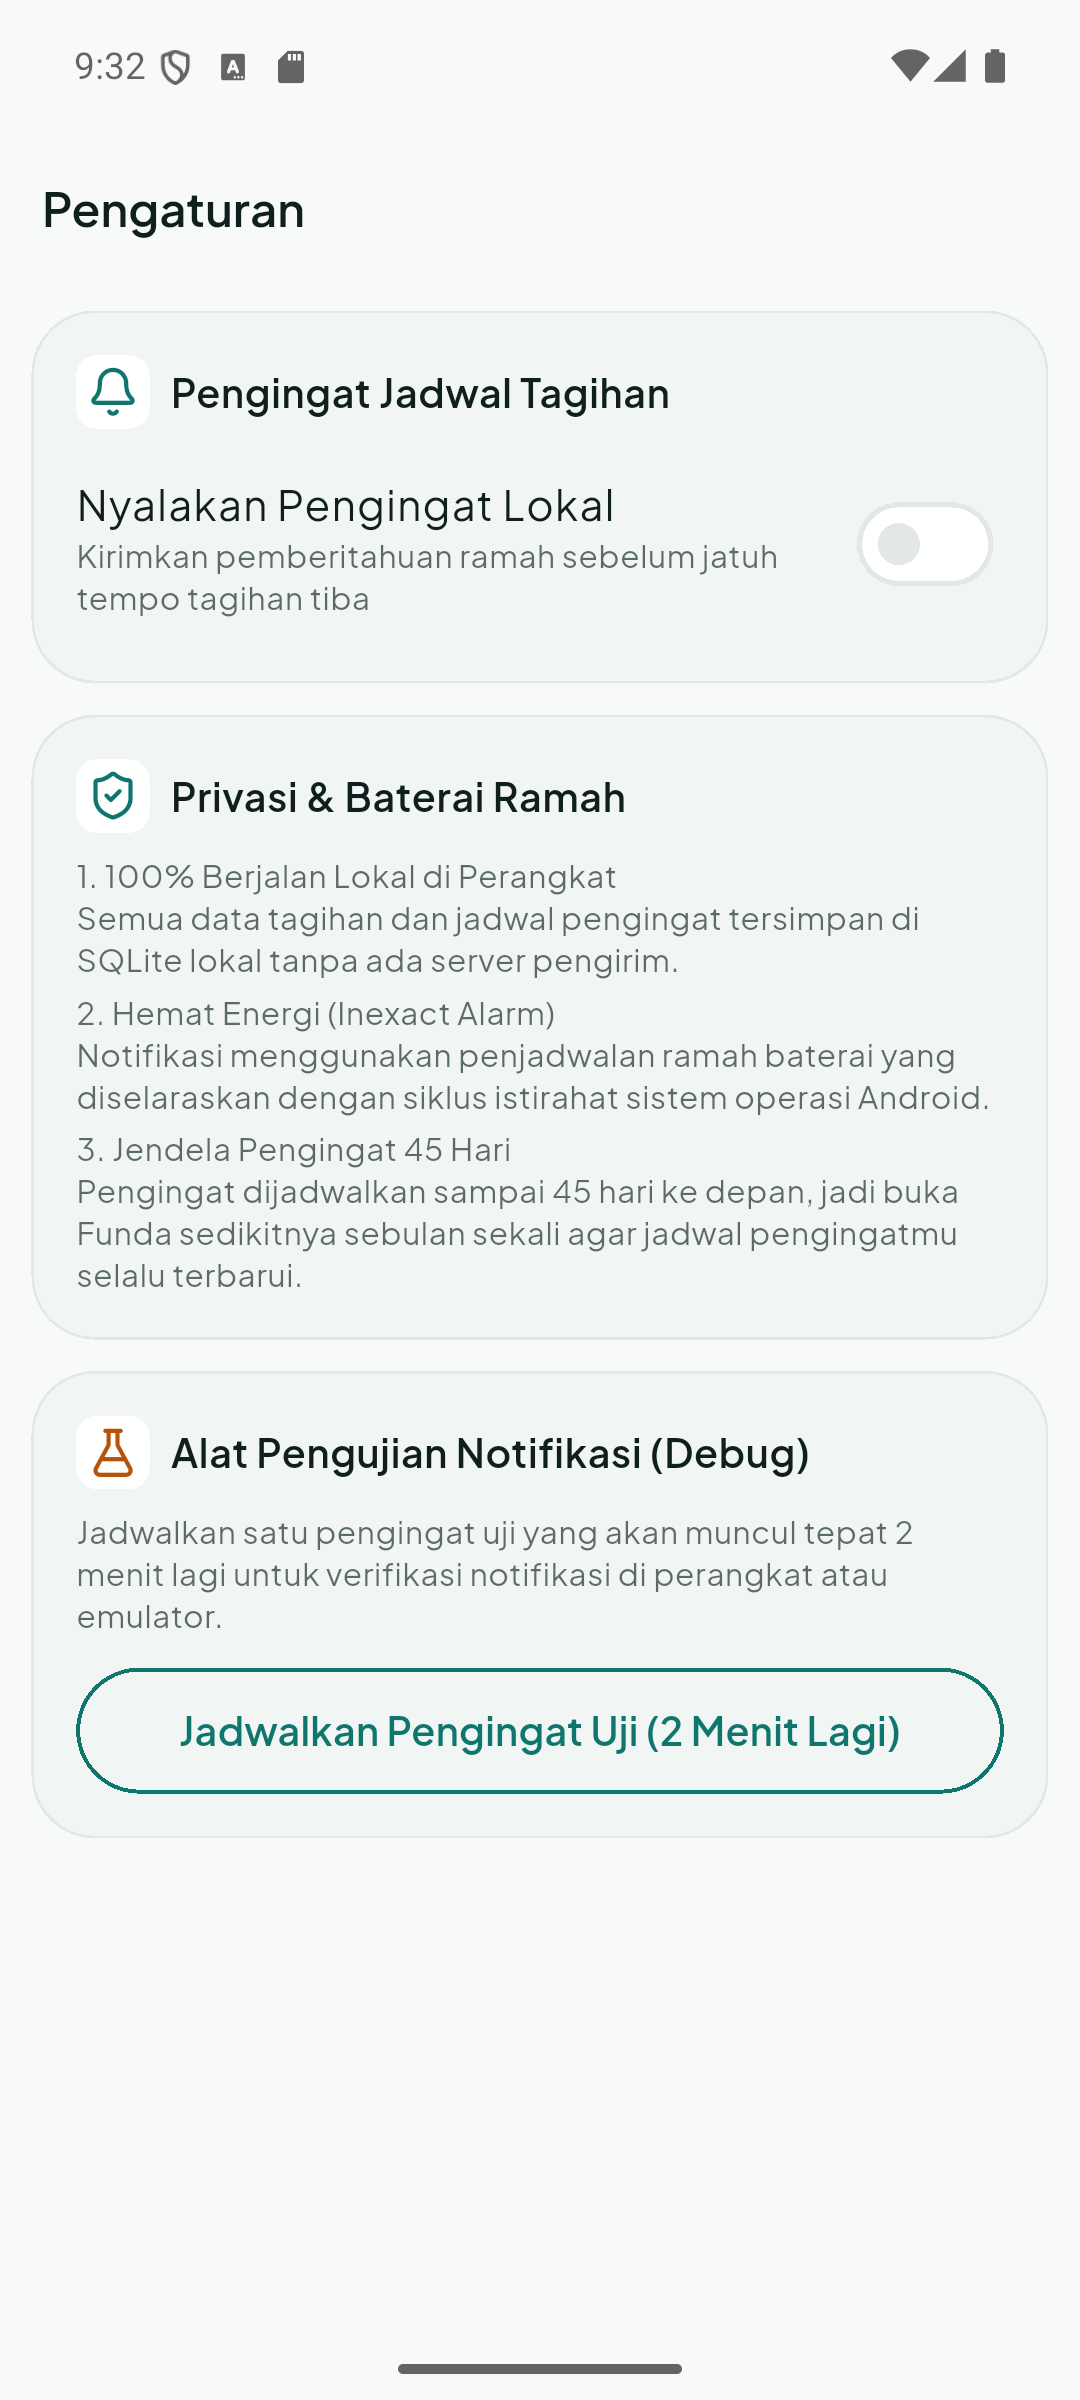 9:32
Pengaturan
Pengingat Jadwal Tagihan
Nyalakan Pengingat Lokal
Kirimkan pemberitahuan ramah sebelum jatuh
tempo tagihan tiba
Privasi & Baterai Ramah
1. 100% Berjalan Lokal di Perangkat
Semua data tagihan dan jadwal pengingat tersimpan di
SQLite lokal tanpa ada server pengirim.
2. Hemat Energi (Inexact Alarm)
Notifikasi menggunakan penjadwalan ramah baterai yang
diselaraskan dengan siklus istirahat sistem operasi Android.
3. Jendela Pengingat 45 Hari
Pengingat dijadwalkan sampai 45 hari ke depan, jadi buka
Funda sedikitnya sebulan sekali agar jadwal pengingatmu
selalu terbarui.
Alat Pengujian Notifikasi (Debug)
Jadwalkan satu pengingat uji yang akan muncul tepat 2
menit lagi untuk verifikasi notifikasi di perangkat atau
emulator.
Jadwalkan Pengingat Uji (2 Menit Lagi)